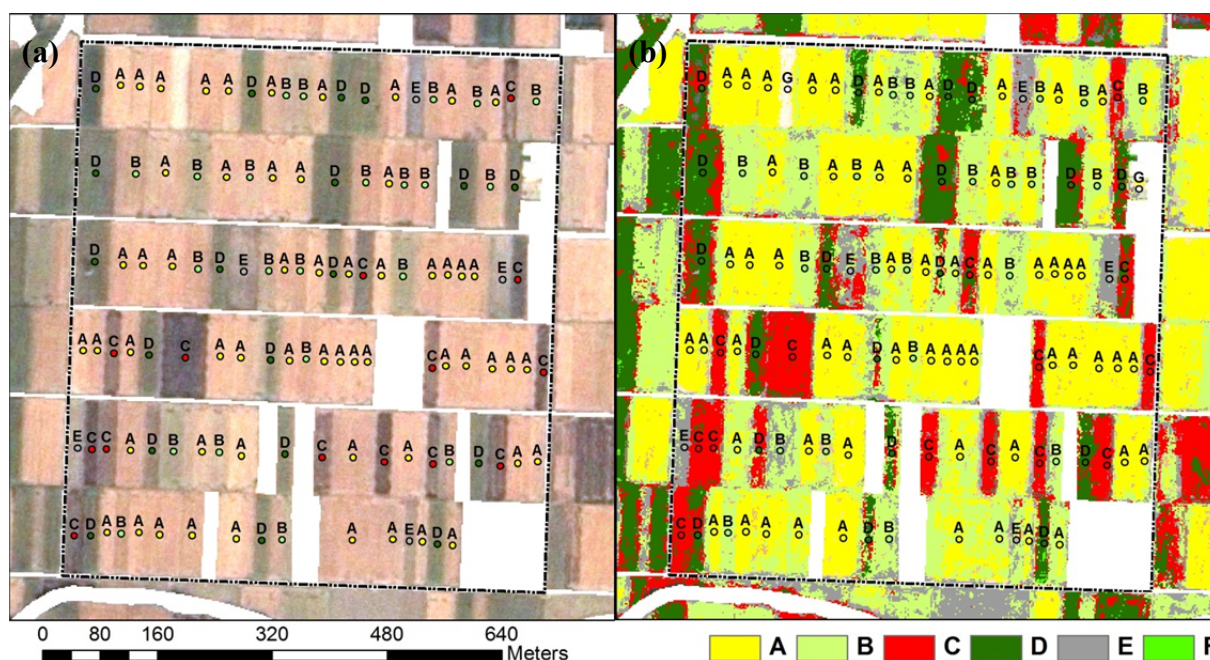 (a)
D A A A A A D A B B A D D A E B A B A C B
D B A B A B A A D B A B B D B D
D A A A B D E B A B A D A C A B A A A A E C
A A C A D C A A D A B A A A A C A A A A A C
E C C A D B A B A D C A C A C B D C A A
C D A B A A A A D B A A E A D A
0 80 160 320 480 640 Meters
(b)
D A A A G A A D A B B A D D A E B A B A C B
D B A B A B A A D B A B B D B D G
D A A A B D E B A B A D A C A B A A A A E C
A A C A D C A A D A B A A A A C A A A A A C
E C C A D B A B A D C A C A C B D C A A
C D A B A A A A D B A A E A D A
A B C D E F